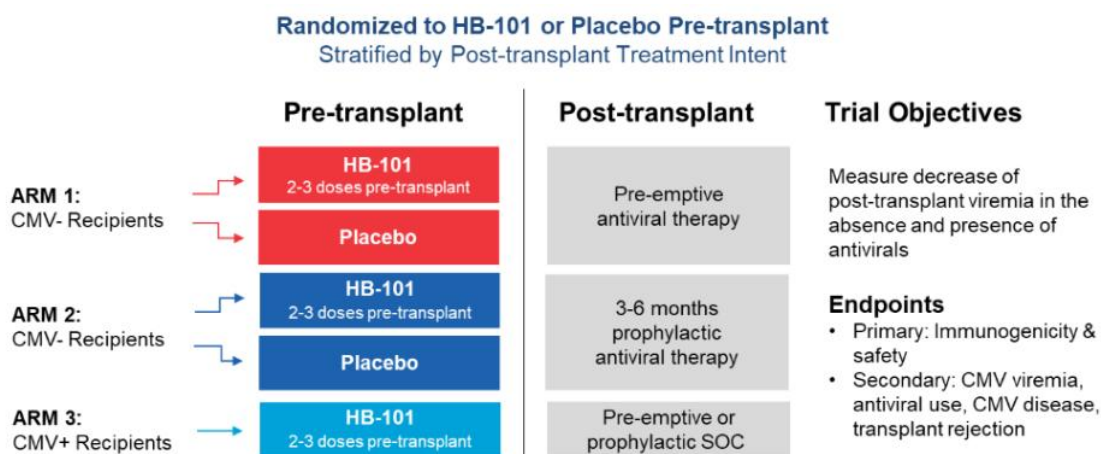 Randomized to HB-101 or Placebo Pre-transplant
Stratified by Post-transplant Treatment Intent
Pre-transplant
Post-transplant
Trial Objectives
ARM 1:
CMV- Recipients
HB-101
2-3 doses pre-transplant
Placebo
Pre-emptive
antiviral therapy
Measure decrease of
post-transplant viremia in the
absence and presence of
antivirals
ARM 2:
CMV- Recipients
HB-101
2-3 doses pre-transplant
Placebo
3-6 months
prophylactic
antiviral therapy
Endpoints
• Primary: Immunogenicity &
safety
• Secondary: CMV viremia,
antiviral use, CMV disease,
transplant rejection
ARM 3:
CMV+ Recipients
HB-101
2-3 doses pre-transplant
Pre-emptive or
prophylactic SOC